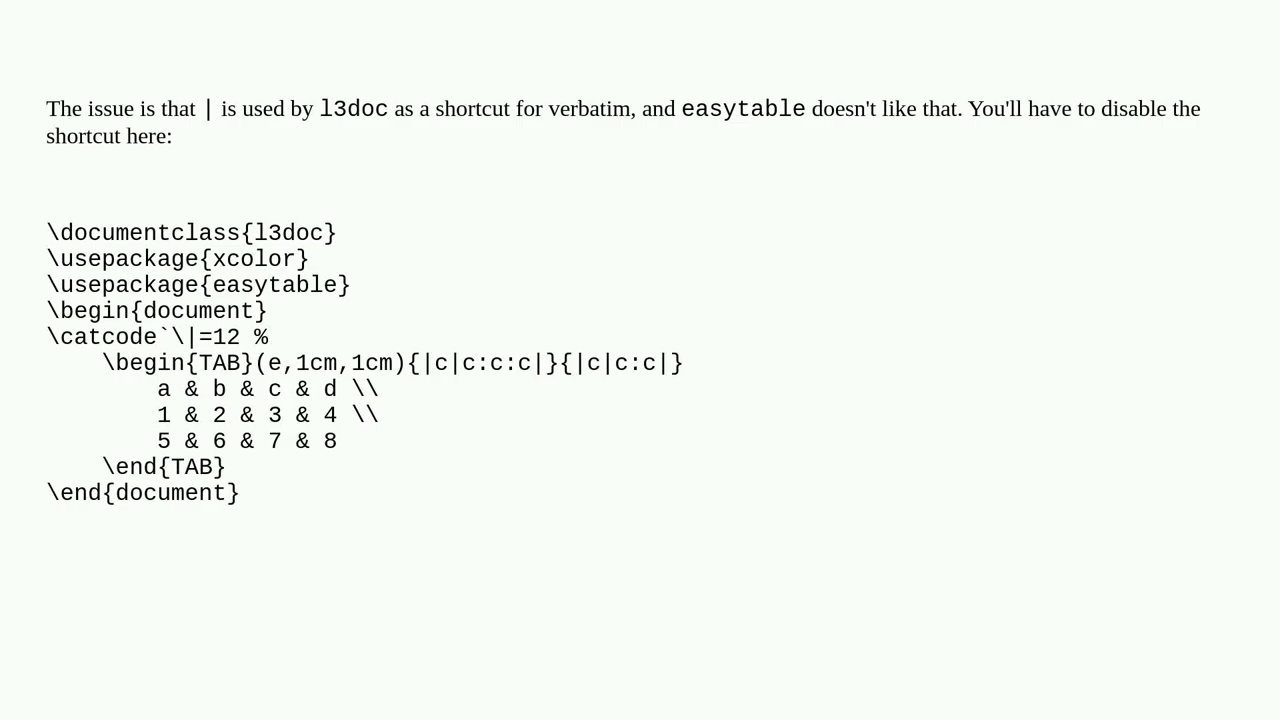 The issue is that | is used by l3doc as a shortcut for verbatim, and easytable doesn't like that. You'll have to disable the
shortcut here:
\documentclass{l3doc}
\usepackage{xcolor}
\usepackage{easytable}
\begin{document}
\catcode`\|=12 %
    \begin{TAB}(e,1cm,1cm){|c|c:c:c|}{|c|c:c|}
        a & b & c & d \\
        1 & 2 & 3 & 4 \\
        5 & 6 & 7 & 8
    \end{TAB}
\end{document}